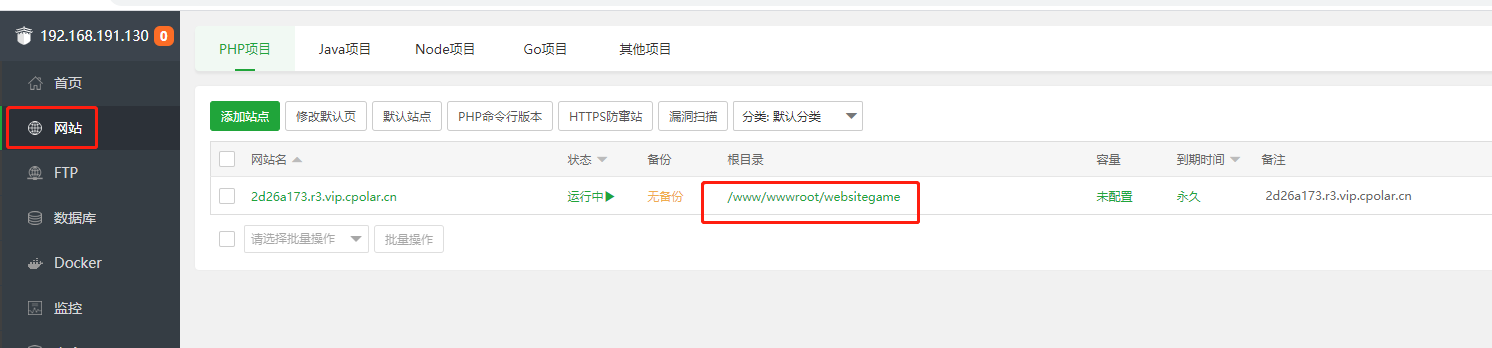 192.168.191.130 0
首页
网站
FTP
数据库
Docker
监控
PHP项目 Java项目 Node项目 Go项目 其他项目
添加站点 修改默认页 默认站点 PHP命令行版本 HTTPS防窜站 漏洞扫描 分类: 默认分类
网站名 状态 备份 根目录 容量 到期时间 备注
2d26a173.r3.vip.cpolar.cn 运行中 无备份 /www/wwwroot/websitegame 未配置 永久 2d26a173.r3.vip.cpolar.cn
请选择批量操作 批量操作